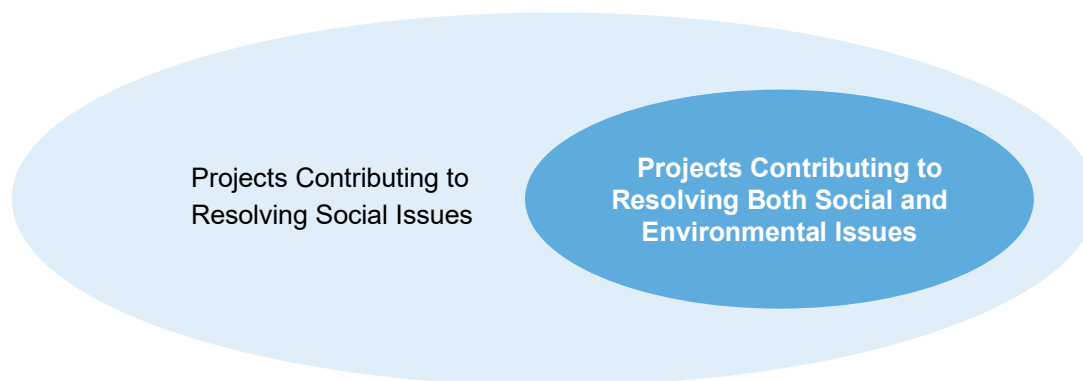 Projects Contributing to
Resolving Social Issues
Projects Contributing to
Resolving Both Social and
Environmental Issues